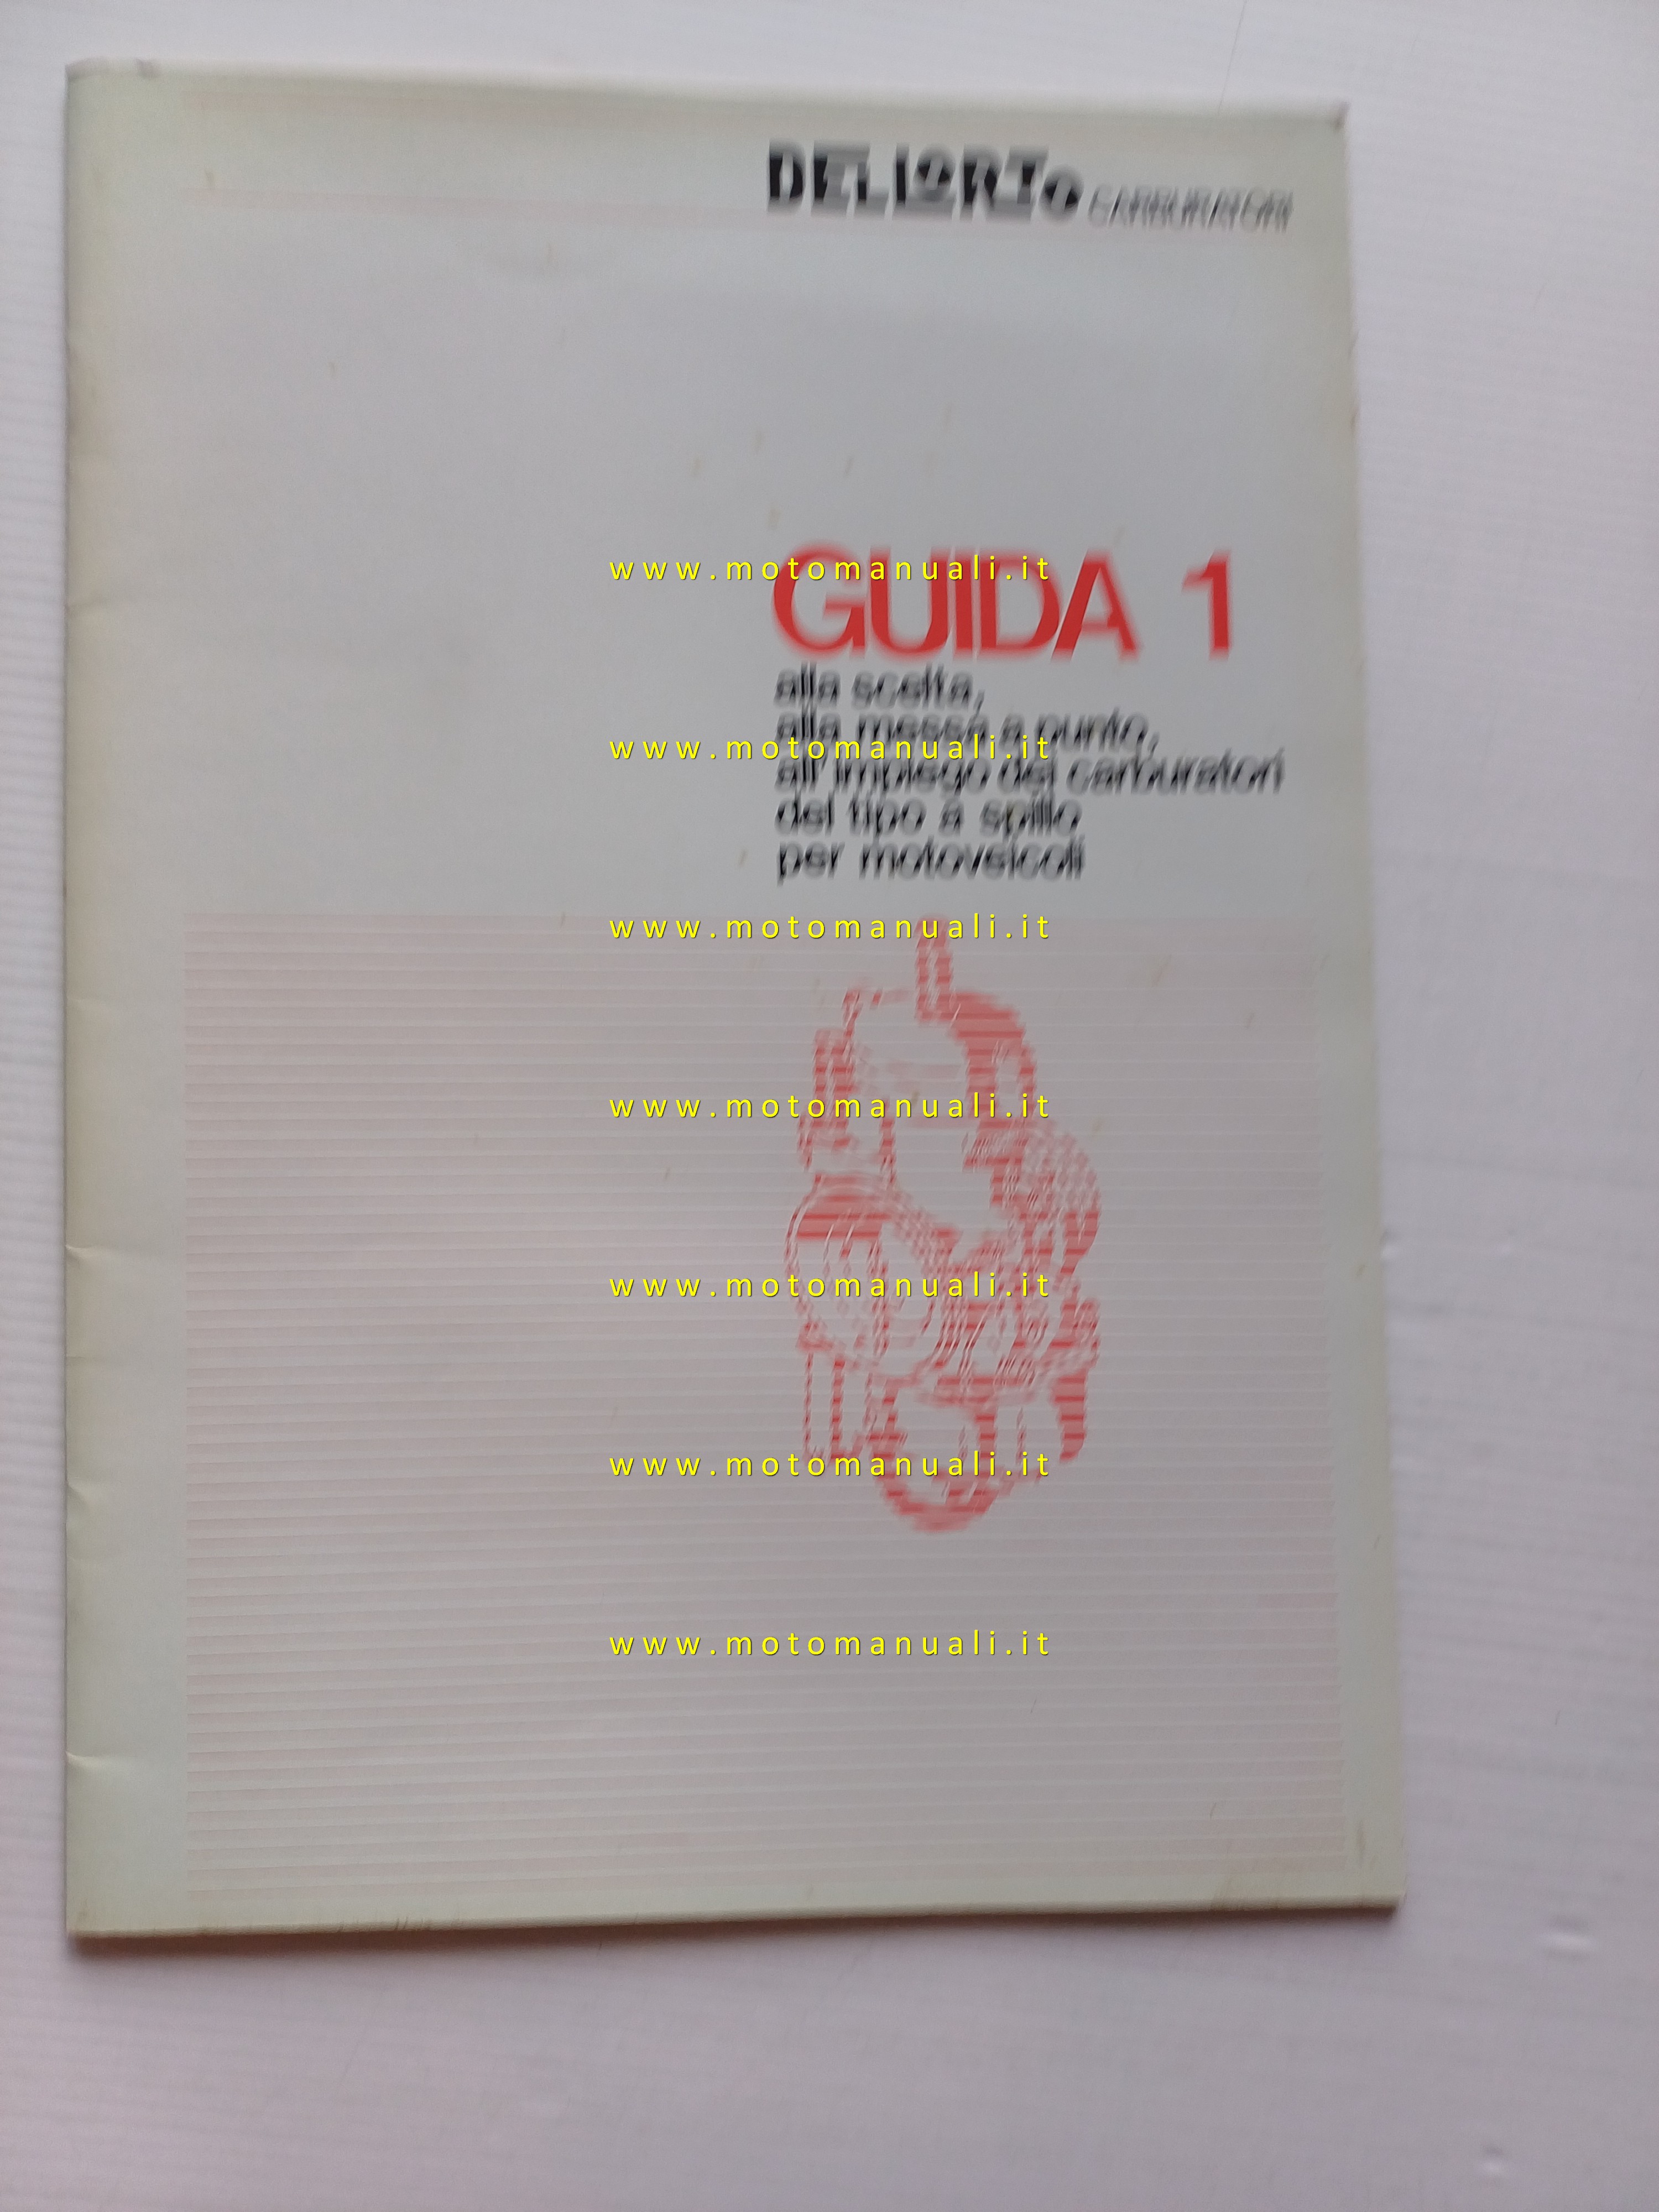 DELL'ORTO CARBURATORI
GUIDA 1
www.motomanuali.it
alla scelta,
alla messa a punto,
www.motomanuali.it
all'impiego dei carburatori
del tipo a spillo
per motoveicoli
www.motomanuali.it
www.motomanuali.it
www.motomanuali.it
www.motomanuali.it
www.motomanuali.it